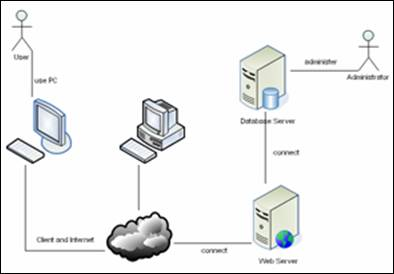 User
use PC
administer
Administrator
Database Server
connect
Client and Internet
connect
Web Server